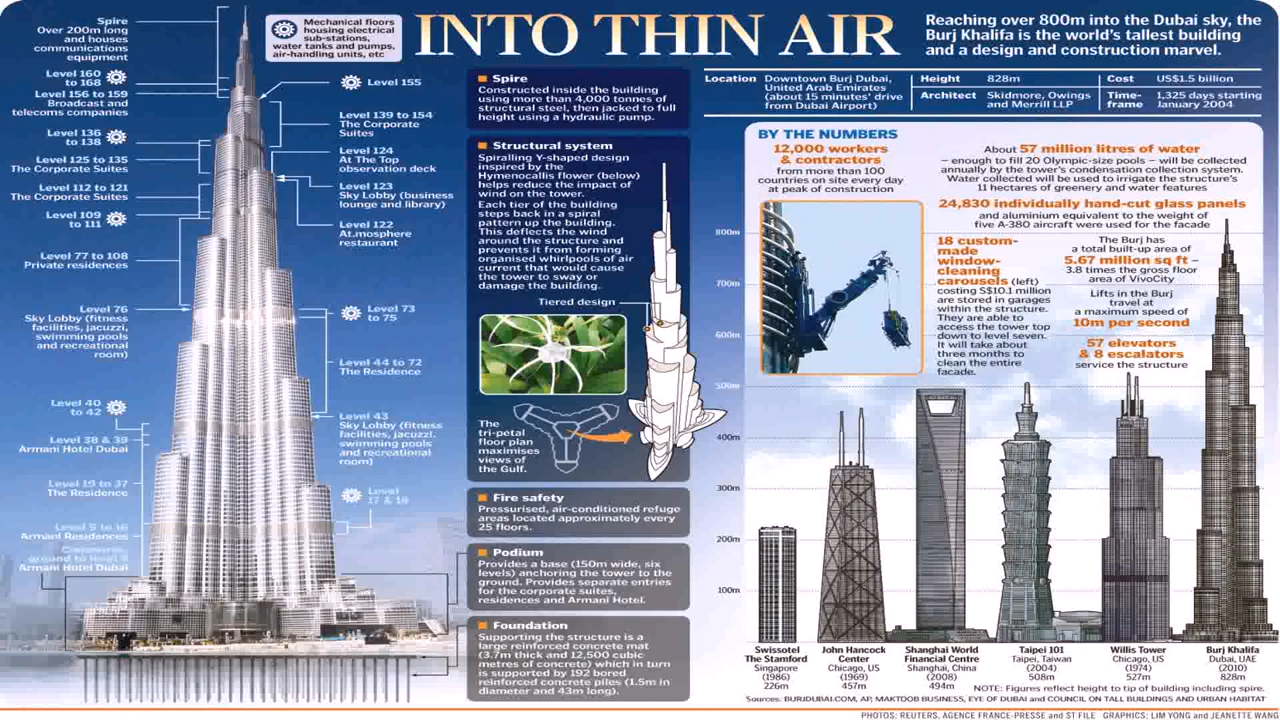 INTO THIN AIR
Reaching over 800m into the Dubai sky, the
Burj Khalifa is the world's tallest building
and a design and construction marvel.
Mechanical floors
housing electrical
sub-stations,
water tanks and pumps,
air-handling units, etc
Spire
Over 200m long
and houses
communications
equipment
Level 160
to 168
Level 156 to 159
Broadcast and
telecoms companies
Level 136
to 138
Level 125 to 135
The Corporate Suites
Level 112 to 121
The Corporate Suites
Level 109
to 111
Level 77 to 108
Private residences
Level 76
Sky Lobby (fitness
facilities, jacuzzi,
swimming pools
and recreational
room)
Level 40
to 42
Level 38 & 39
Armani Hotel Dubai
Level 19 to 37
The Residence
Level 9 to 16
Armani Residences
ground to level 8
Armani Hotel Dubai
Level 155
Level 139 to 154
The Corporate
Suites
Level 124
At The Top
observation deck
Level 123
Sky Lobby (business
lounge and library)
Level 122
At.mosphere
restaurant
Level 73
to 75
Level 44 to 72
The Residence
Level 43
Sky Lobby (fitness
facilities, jacuzzi.
swimming pools
and recreational
room)
Level
17 & 18
Spire
Constructed inside the building
using more than 4,000 tonnes of
structural steel, then jacked to full
height using a hydraulic pump.
Structural system
Spiralling Y-shaped design
inspired by the
Hymenocallis flower (below)
helps reduce the impact of
wind on the tower.
Each tier of the building
steps back in a spiral
pattern up the building.
This deflects the wind
around the structure and
prevents it from forming
organised whirlpools of air
current that would cause
the tower to sway or
damage the building.
Tiered design
The
tri-petal
floor plan
maximises
views of
the Gulf.
Fire safety
Pressurised, air-conditioned refuge
areas located approximately every
25 floors.
Podium
Provides a base (150m wide, six
levels) anchoring the tower to the
ground. Provides separate entries
for the corporate suites,
residences and Armani Hotel.
Foundation
Supporting the structure is a
large reinforced concrete mat
(3.7m thick and 12,500 cubic
metres of concrete) which in turn
is supported by 192 bored
reinforced concrete piles (1.5m in
diameter and 43m long).
Location
Downtown Burj Dubai,
United Arab Emirates
(about 15 minutes' drive
from Dubai Airport)
Height 828m
Architect Skidmore, Owings
and Merrill LLP
Cost US$1.5 billion
Time-
frame
1,325 days starting
January 2004
BY THE NUMBERS
12,000 workers
& contractors
from more than 100
countries on site every day
at peak of construction
About 57 million litres of water
– enough to fill 20 Olympic-size pools – will be collected
annually by the tower's condensation collection system.
Water collected will be used to irrigate the structure's
11 hectares of greenery and water features
24,830 individually hand-cut glass panels
and aluminium equivalent to the weight of
five A-380 aircraft were used for the facade
18 custom-
made
window-
cleaning
carousels (left)
costing S$10.1 million
are stored in garages
within the structure.
They are able to
access the tower top
down to level seven.
It will take about
three months to
clean the entire
facade.
The Burj has
a total built-up area of
5.67 million sq ft –
3.8 times the gross floor
area of VivoCity
Lifts in the Burj
travel at
a maximum speed of
10m per second
57 elevators
& 8 escalators
service the structure
800m
700m
600m
500m
400m
300m
200m
100m
Swissotel
The Stamford
Singapore
(1986)
226m
John Hancock
Center
Chicago, US
(1969)
457m
Shanghai World
Financial Centre
Shanghai, China
(2008)
494m
Taipei 101
Taipei, Taiwan
(2004)
508m
Willis Tower
Chicago, US
(1974)
527m
Burj Khalifa
Dubai, UAE
(2010)
828m
NOTE: Figures reflect height to tip of building including spire.
Sources: BURJDUBAI.COM, AP, MAKTOOB BUSINESS, EYE OF DUBAI and COUNCIL ON TALL BUILDINGS AND URBAN HABITAT
PHOTOS: REUTERS, AGENCE FRANCE-PRESSE and ST FILE GRAPHICS: LIM YONG and JEANETTE WANG